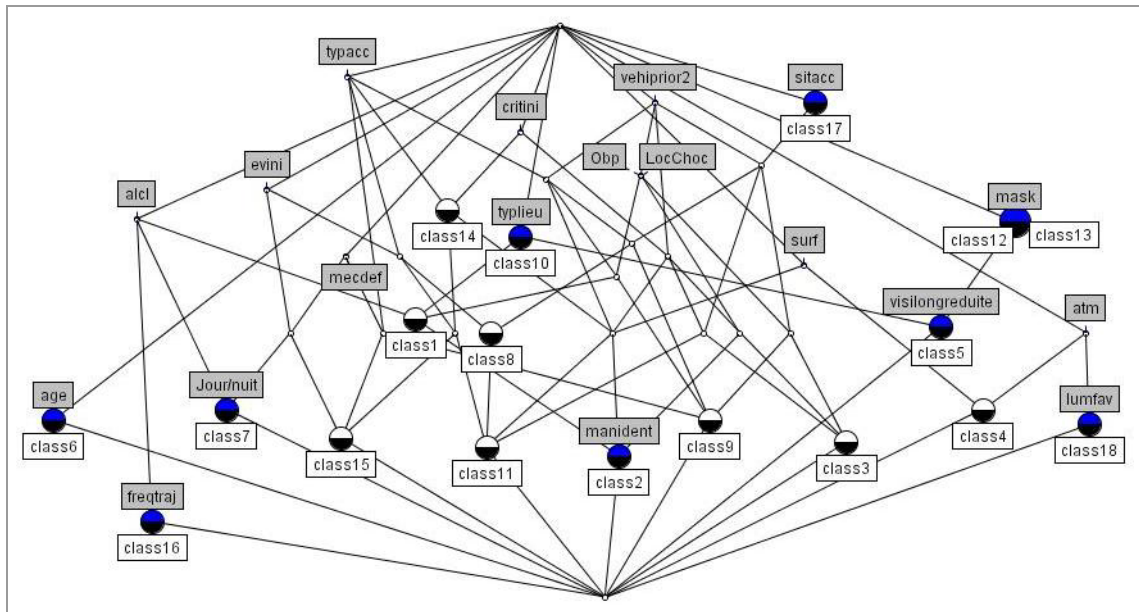 typacc
vehiprior2
sitacc
critini
class17
evini
Obp
LocChoc
alcl
mask
typlieu
class14
class12
class13
surf
class10
mecdef
visilongreduite
atm
class1
class8
class5
age
Jour/nuit
lumfav
manident
class9
class6
class7
class4
class18
class15
class11
class3
class2
freqtraj
class16